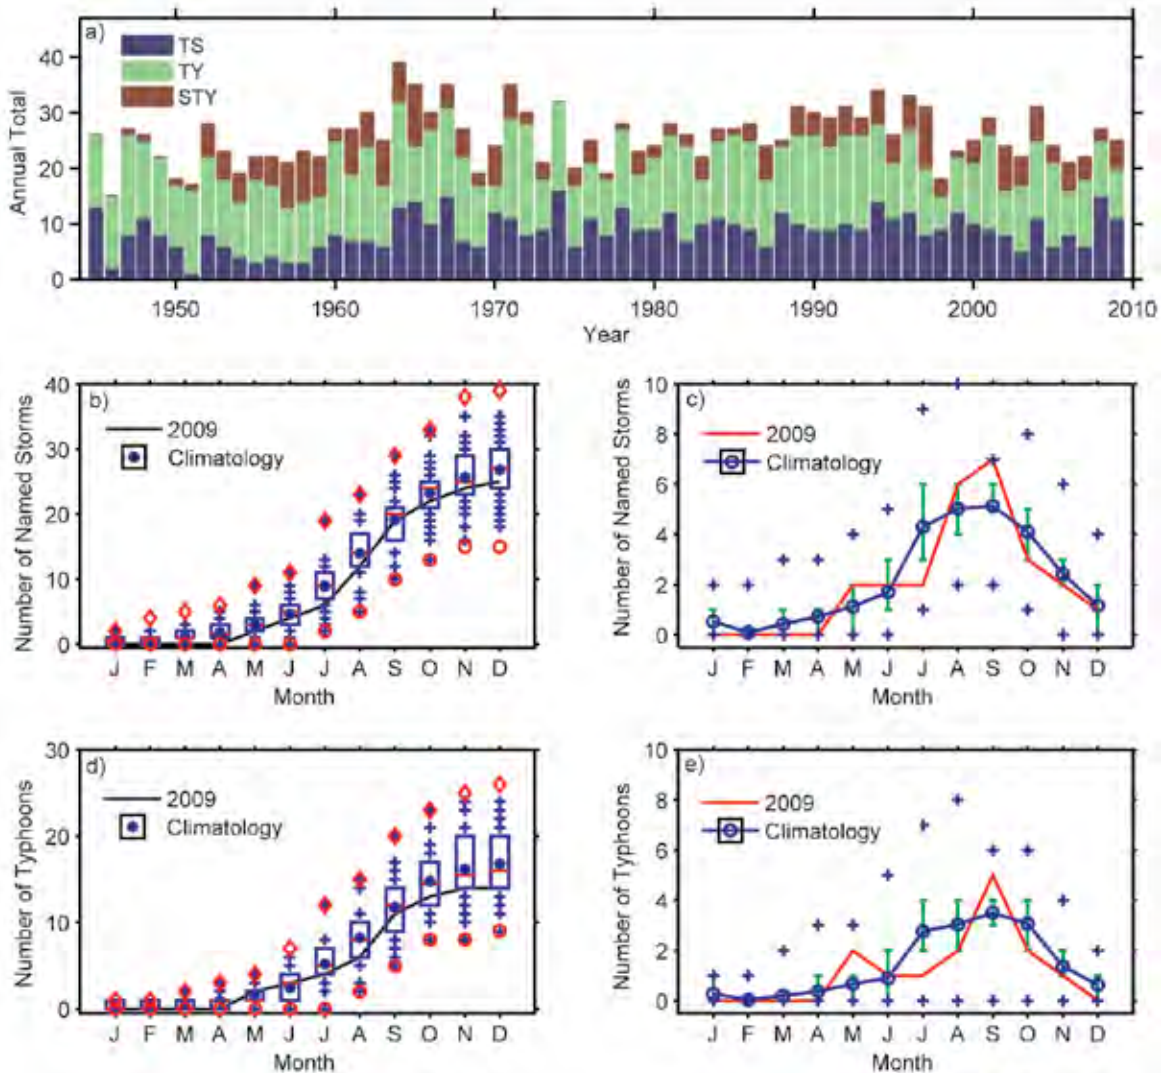 a)
TS
TY
STY
Annual Total
40
30
20
10
0
1950 1960 1970 1980 1990 2000 2010
Year
b)
2009
Climatology
Number of Named Storms
40
30
20
10
0
J F M A M J J A S O N D
Month
c)
2009
Climatology
Number of Named Storms
10
8
6
4
2
0
J F M A M J J A S O N D
Month
d)
2009
Climatology
Number of Typhoons
30
20
10
0
J F M A M J J A S O N D
Month
e)
2009
Climatology
Number of Typhoons
10
8
6
4
2
0
J F M A M J J A S O N D
Month